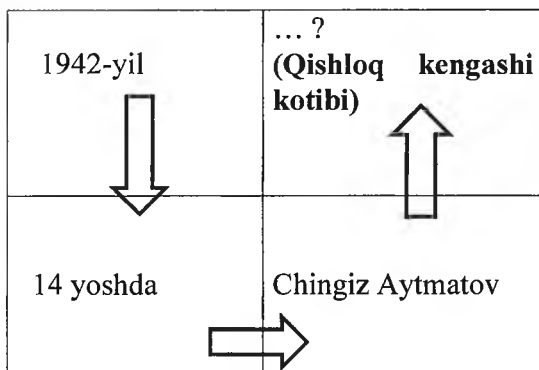 1942-yil
... ?
(Qishloq kengashi
kotibi)
14 yoshda
Chingiz Aytmatov